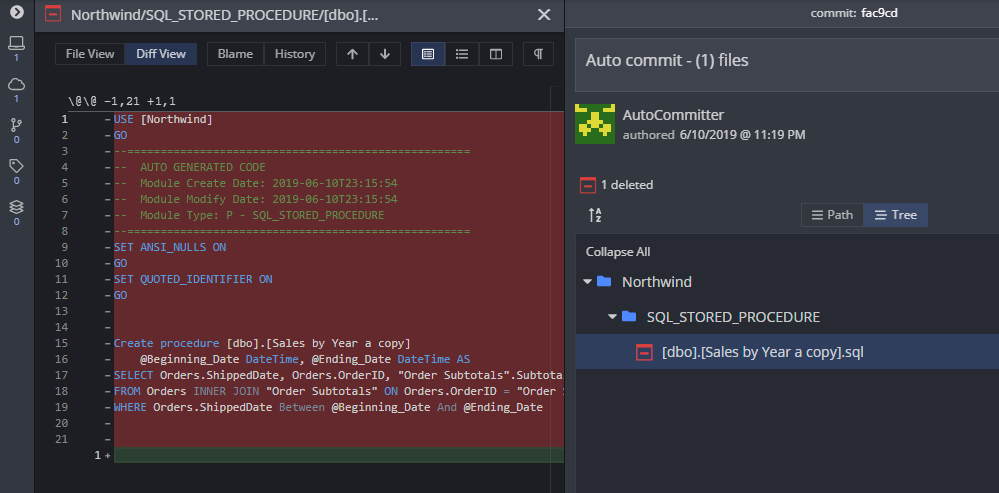 Northwind/SQL_STORED_PROCEDURE/[dbo].[...
File View Diff View Blame History
\@\@ -1,21 +1,1
1 -USE [Northwind]
2 -GO
3 ---====================================================
4 ---  AUTO GENERATED CODE
5 ---  Module Create Date: 2019-06-10T23:15:54
6 ---  Module Modify Date: 2019-06-10T23:15:54
7 ---  Module Type: P - SQL_STORED_PROCEDURE
8 ---====================================================
9 -SET ANSI_NULLS ON
10 -GO
11 -SET QUOTED_IDENTIFIER ON
12 -GO
13 -
14 -
15 -Create procedure [dbo].[Sales by Year a copy]
16 -    @Beginning_Date DateTime, @Ending_Date DateTime AS
17 -SELECT Orders.ShippedDate, Orders.OrderID, "Order Subtotals".Subtota
18 -FROM Orders INNER JOIN "Order Subtotals" ON Orders.OrderID = "Order
19 -WHERE Orders.ShippedDate Between @Beginning_Date And @Ending_Date
20 -
21 -
1 +
1
1
0
0
0
commit: fac9cd
Auto commit - (1) files
AutoCommitter
authored 6/10/2019 @ 11:19 PM
1 deleted
A
Z
Path Tree
Collapse All
Northwind
SQL_STORED_PROCEDURE
[dbo].[Sales by Year a copy].sql